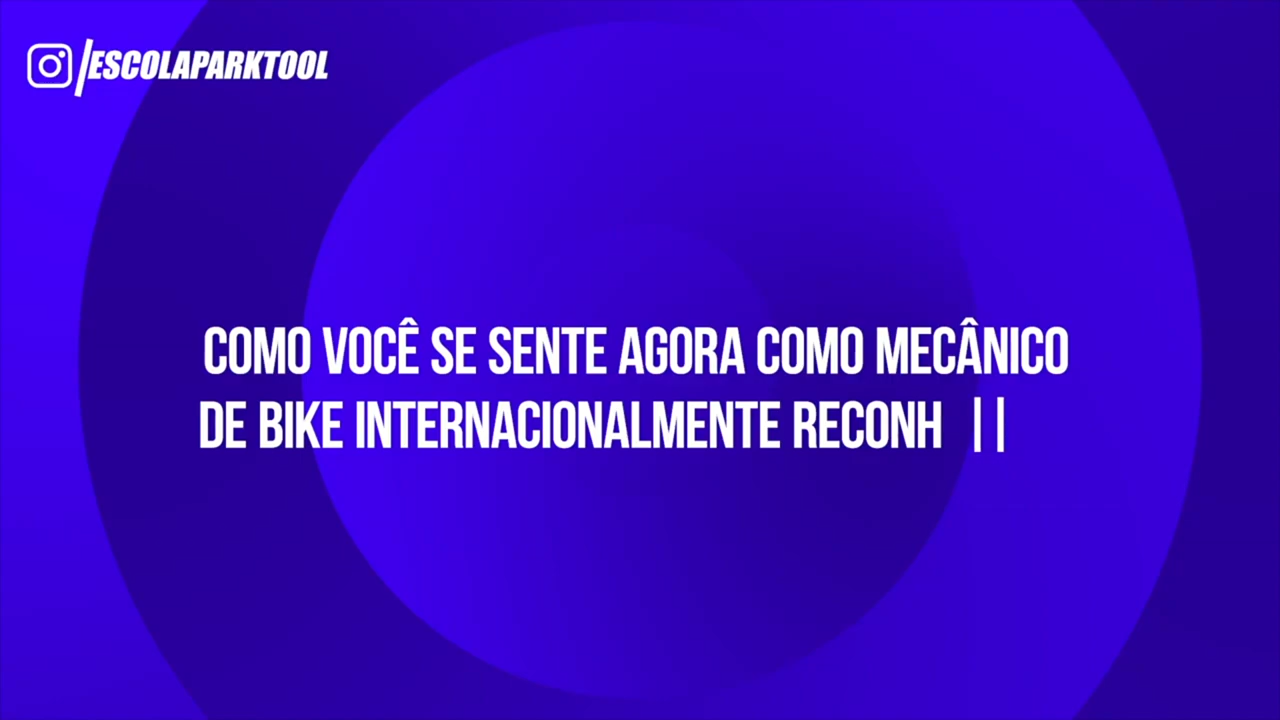 /ESCOLAPARKTOOL
COMO VOCÊ SE SENTE AGORA COMO MECÂNICO
DE BIKE INTERNACIONALMENTE RECONH ||